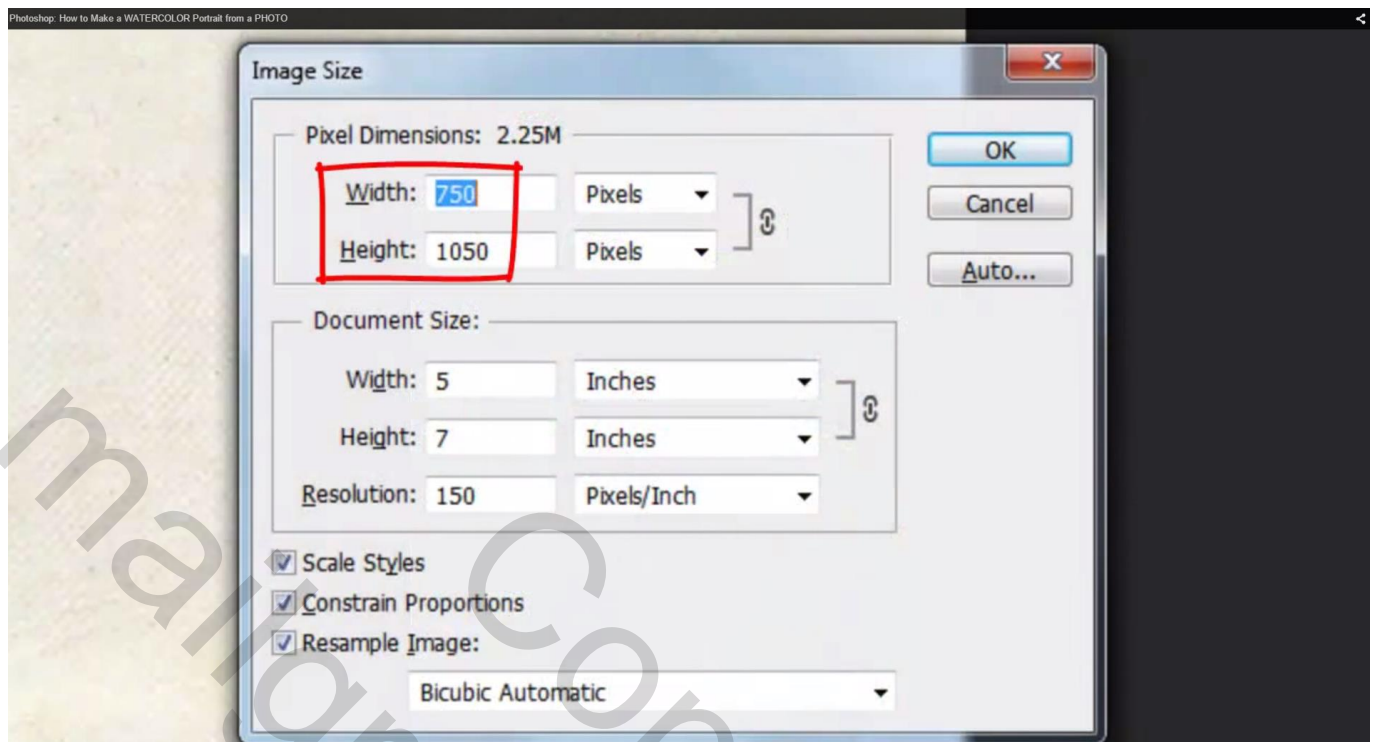 Photoshop: How to Make a WATERCOLOR Portrait from a PHOTO
Image Size
Pixel Dimensions: 2.25M
Width: 750 Pixels
Height: 1050 Pixels
OK
Cancel
Auto...
Document Size:
Width: 5 Inches
Height: 7 Inches
Resolution: 150 Pixels/Inch
Scale Styles
Constrain Proportions
Resample Image:
Bicubic Automatic